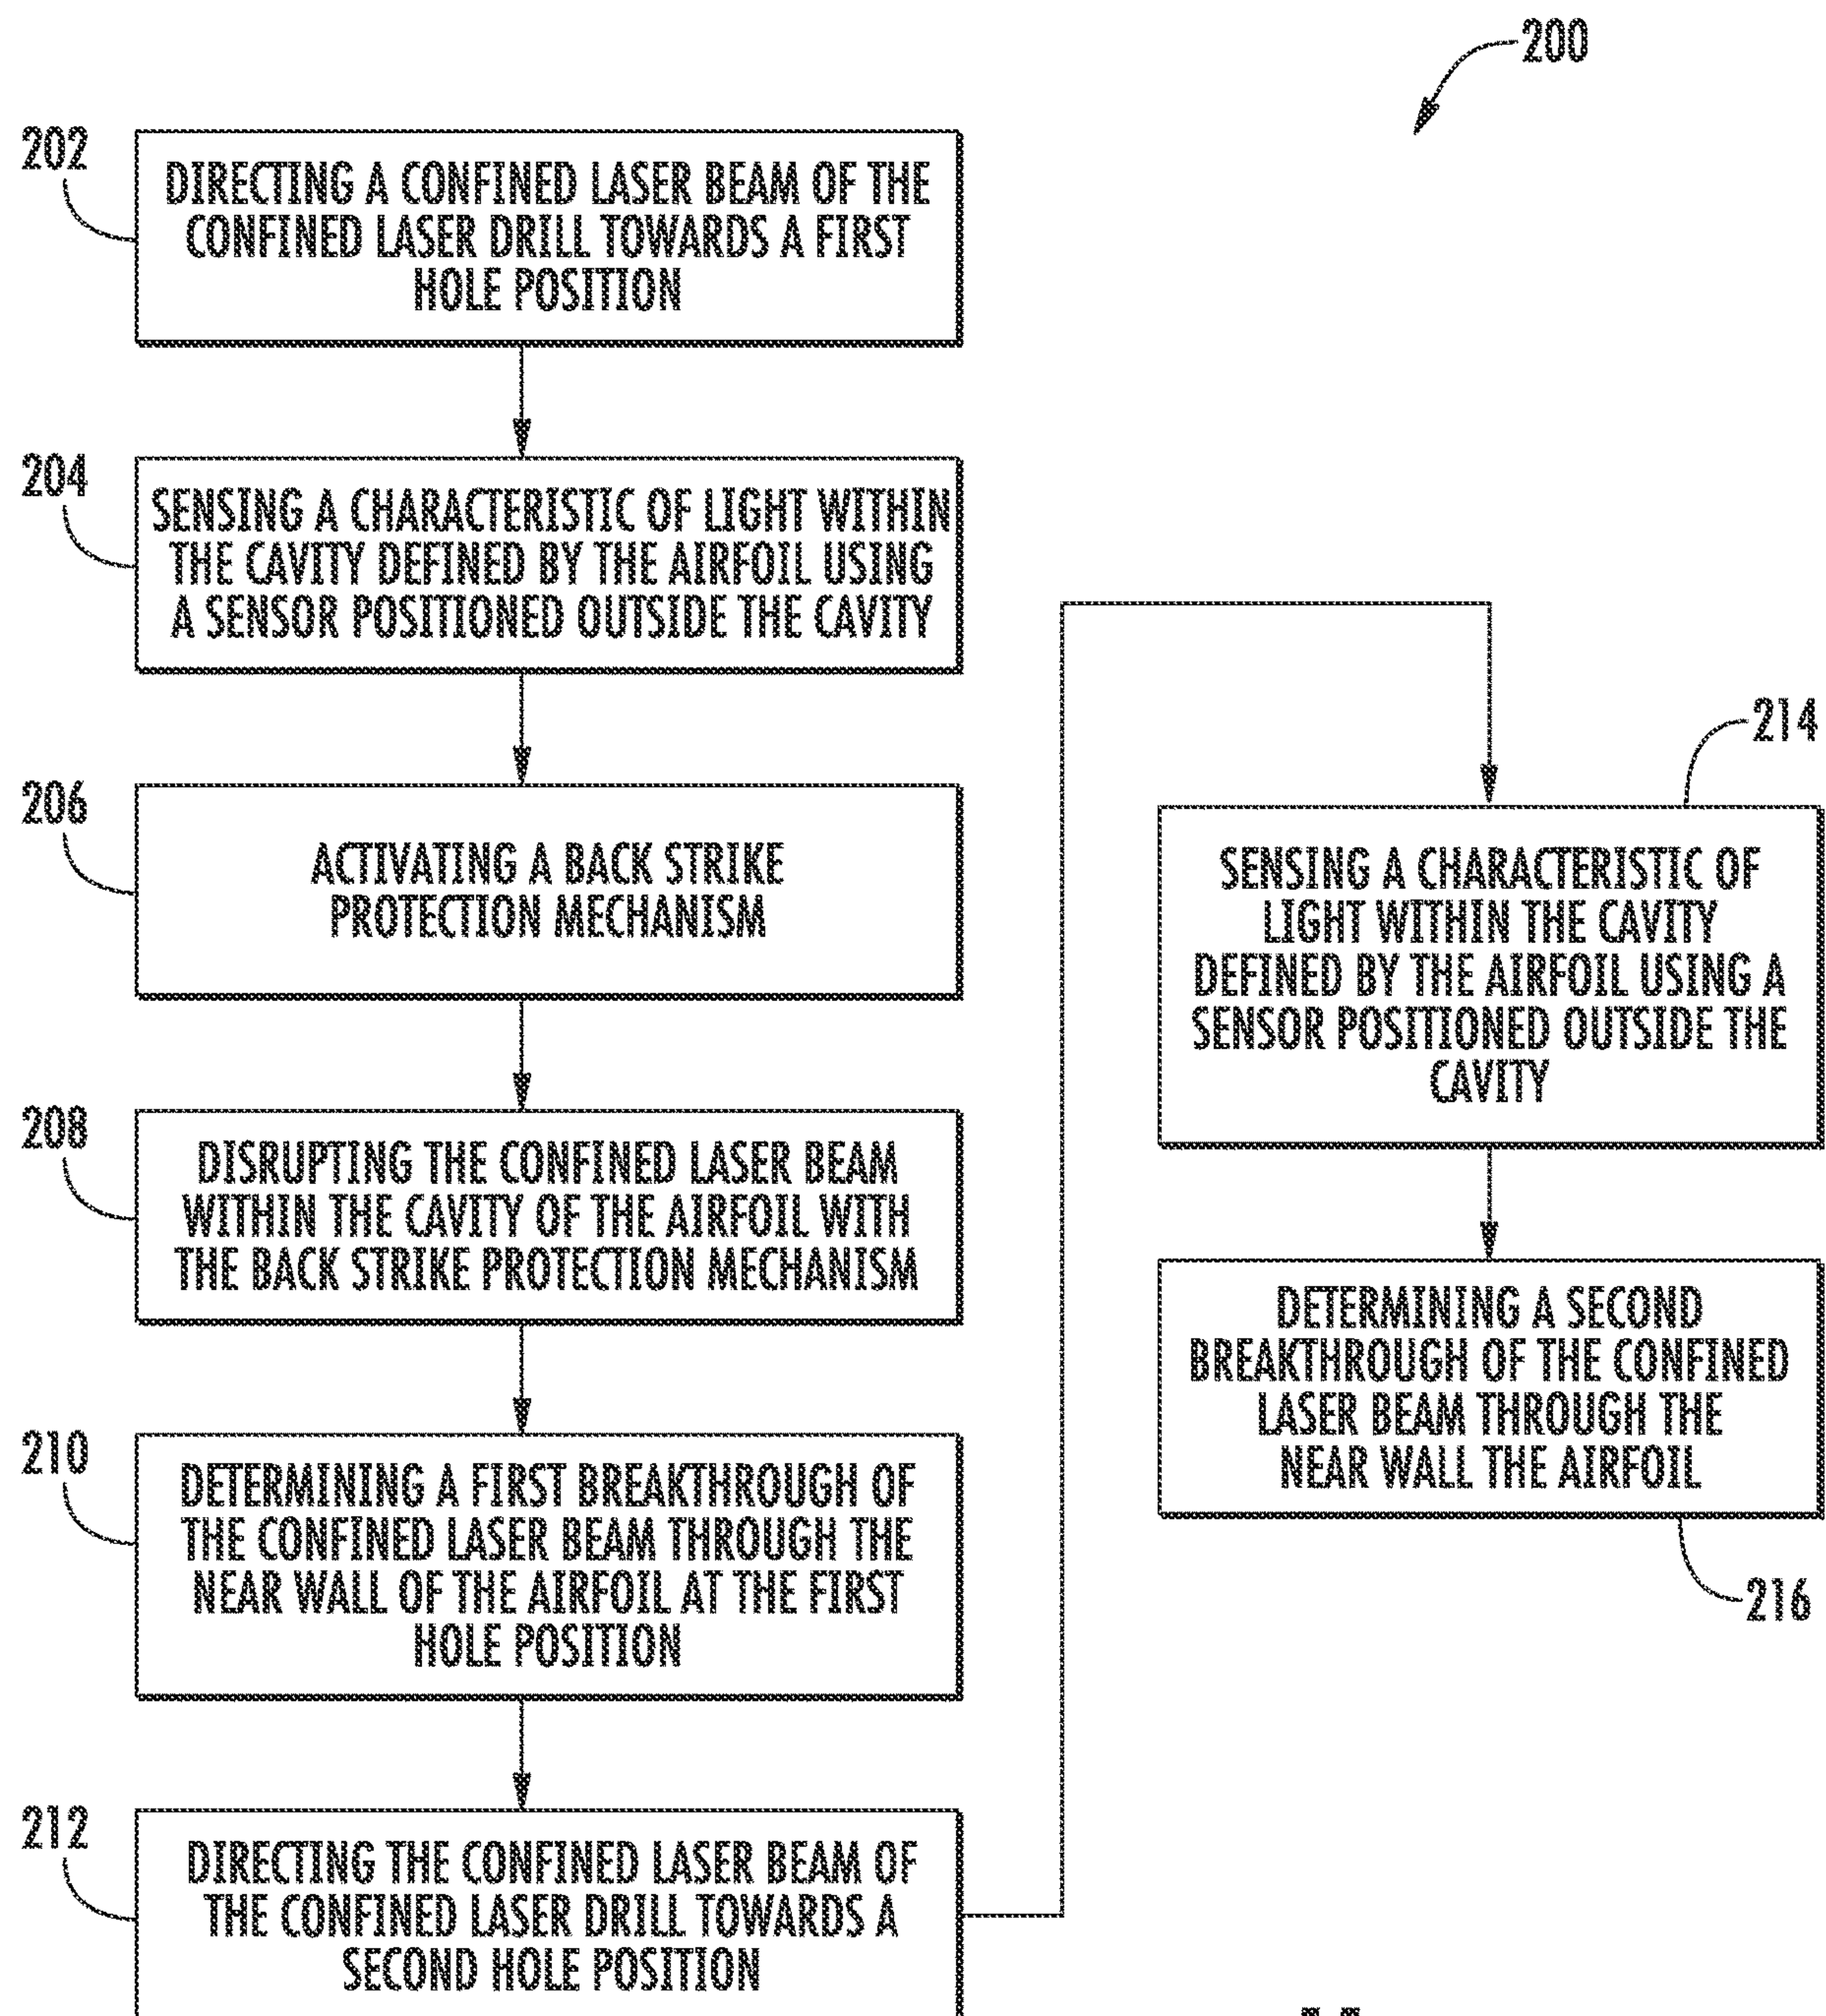 200
202
DIRECTING A CONFINED LASER BEAM OF THE
CONFINED LASER DRILL TOWARDS A FIRST
HOLE POSITION
204
SENSING A CHARACTERISTIC OF LIGHT WITHIN
THE CAVITY DEFINED BY THE AIRFOIL USING
A SENSOR POSITIONED OUTSIDE THE CAVITY
206
ACTIVATING A BACK STRIKE
PROTECTION MECHANISM
208
DISRUPTING THE CONFINED LASER BEAM
WITHIN THE CAVITY OF THE AIRFOIL WITH
THE BACK STRIKE PROTECTION MECHANISM
210
DETERMINING A FIRST BREAKTHROUGH OF
THE CONFINED LASER BEAM THROUGH THE
NEAR WALL OF THE AIRFOIL AT THE FIRST
HOLE POSITION
212
DIRECTING THE CONFINED LASER BEAM OF
THE CONFINED LASER DRILL TOWARDS A
SECOND HOLE POSITION
214
SENSING A CHARACTERISTIC OF
LIGHT WITHIN THE CAVITY
DEFINED BY THE AIRFOIL USING A
SENSOR POSITIONED OUTSIDE THE
CAVITY
DETERMINING A SECOND
BREAKTHROUGH OF THE CONFINED
LASER BEAM THROUGH THE
NEAR WALL THE AIRFOIL
216